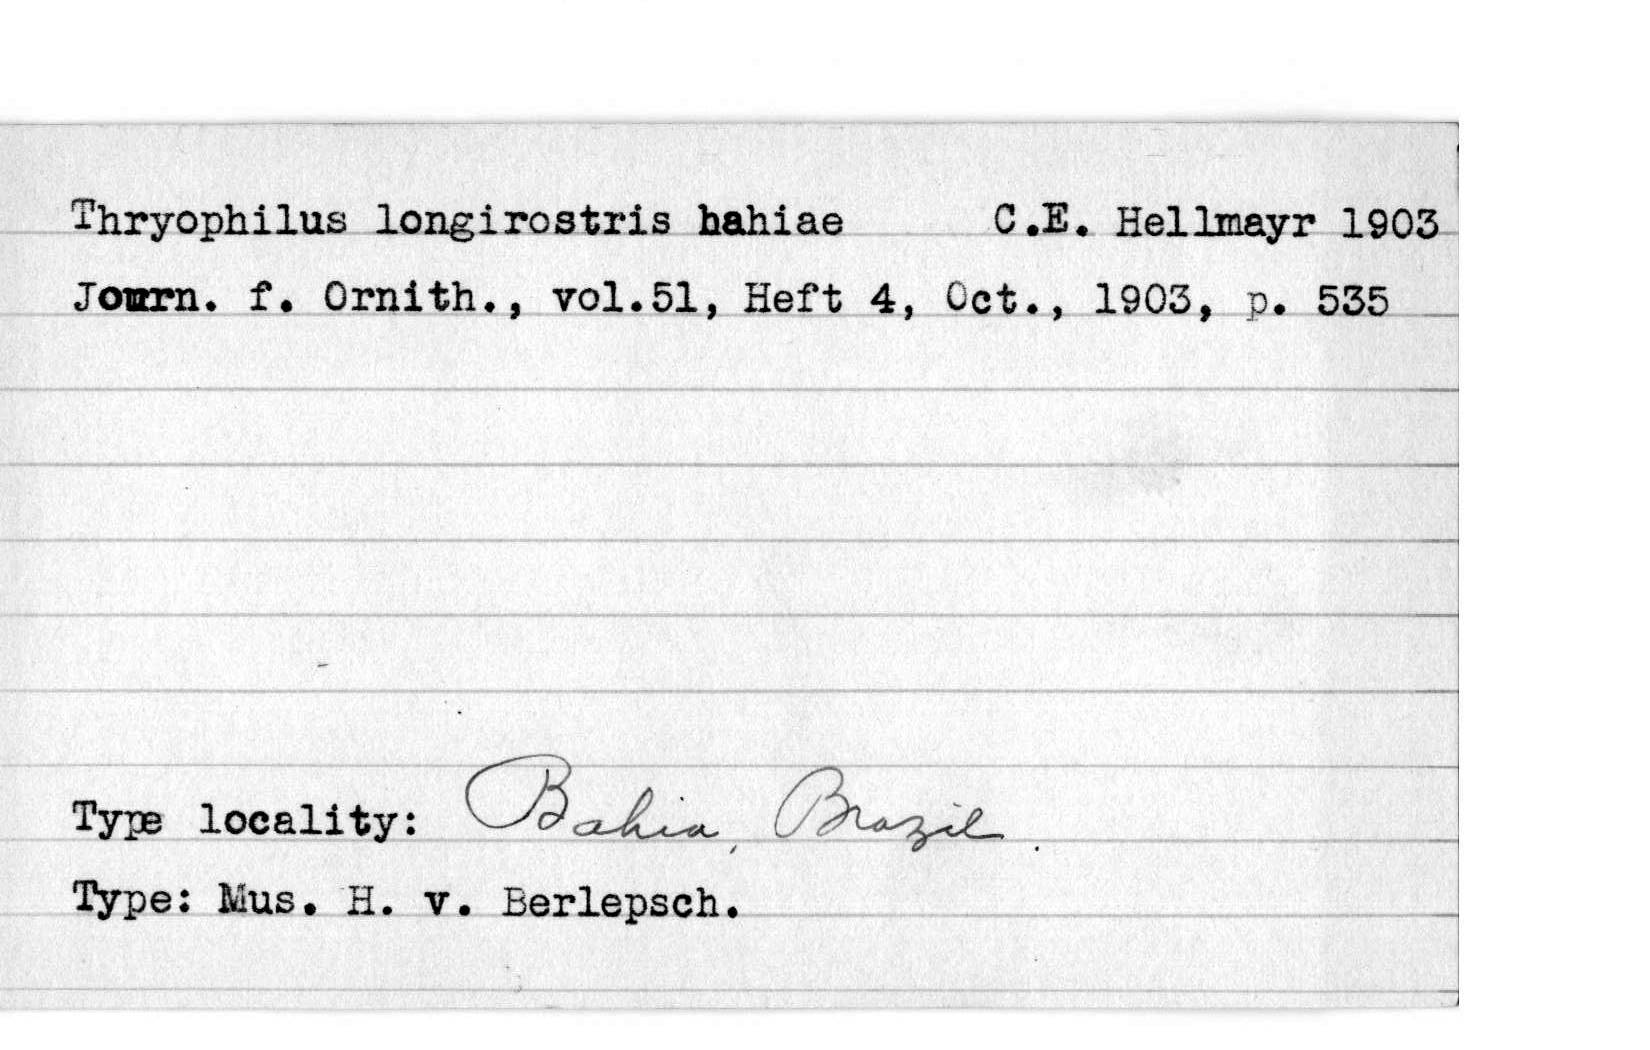 Thryophilus longirostris bahiae C.E. Hellmayr 1903
Journ. f. Ornith., vol.51, Heft 4, Oct., 1903, p. 535
Type locality: Bahia, Brazil.
Type: Mus. H. v. Berlepsch.